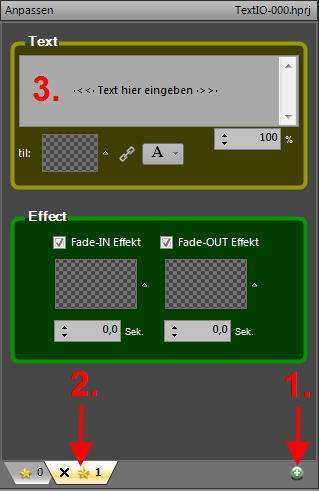 Anpassen TextIO-000.hprj
Text
3. ·<<· Text hier eingeben ·>>·
til: A 100 %
Effect
Fade-IN Effekt Fade-OUT Effekt
0,0 Sek. 0,0 Sek.
2. 1.
0 1